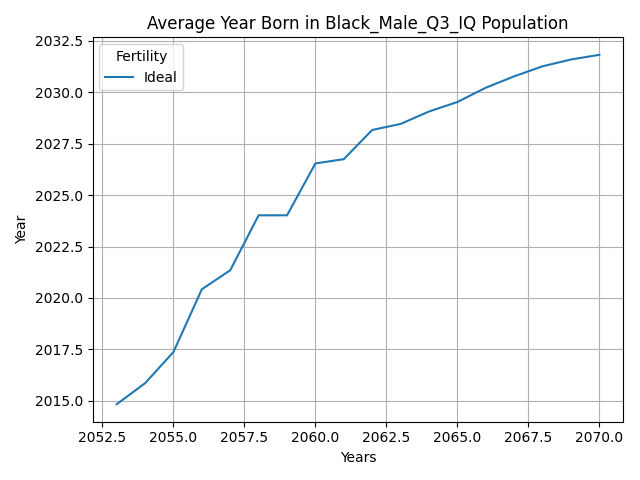 Average Year Born in Black_Male_Q3_IQ Population
Fertility
Ideal
Year
2032.5
2030.0
2027.5
2025.0
2022.5
2020.0
2017.5
2015.0
2052.5 2055.0 2057.5 2060.0 2062.5 2065.0 2067.5 2070.0
Years